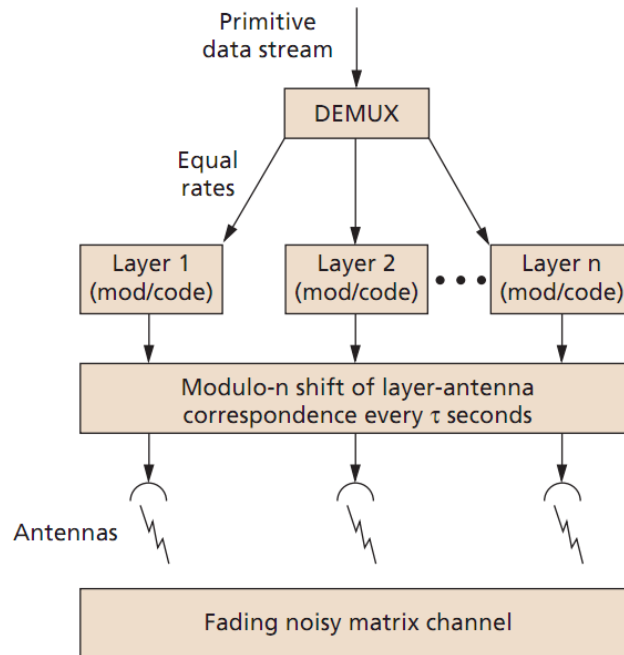 Primitive
data stream
DEMUX
Equal
rates
Layer 1
(mod/code)
Layer 2
(mod/code)
Layer n
(mod/code)
Modulo-n shift of layer-antenna
correspondence every τ seconds
Antennas
Fading noisy matrix channel